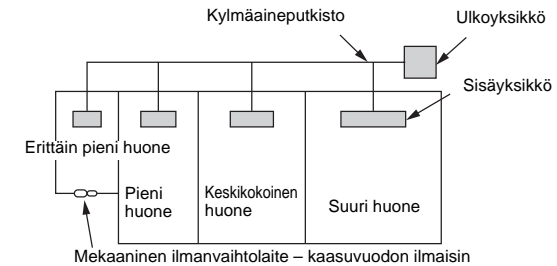 Kylmäaineputkisto
Ulkoyksikkö
Sisäyksikkö
Erittäin pieni huone
Pieni
huone
Keskikokoinen
huone
Suuri huone
Mekaaninen ilmanvaihtolaite – kaasuvuodon ilmaisin